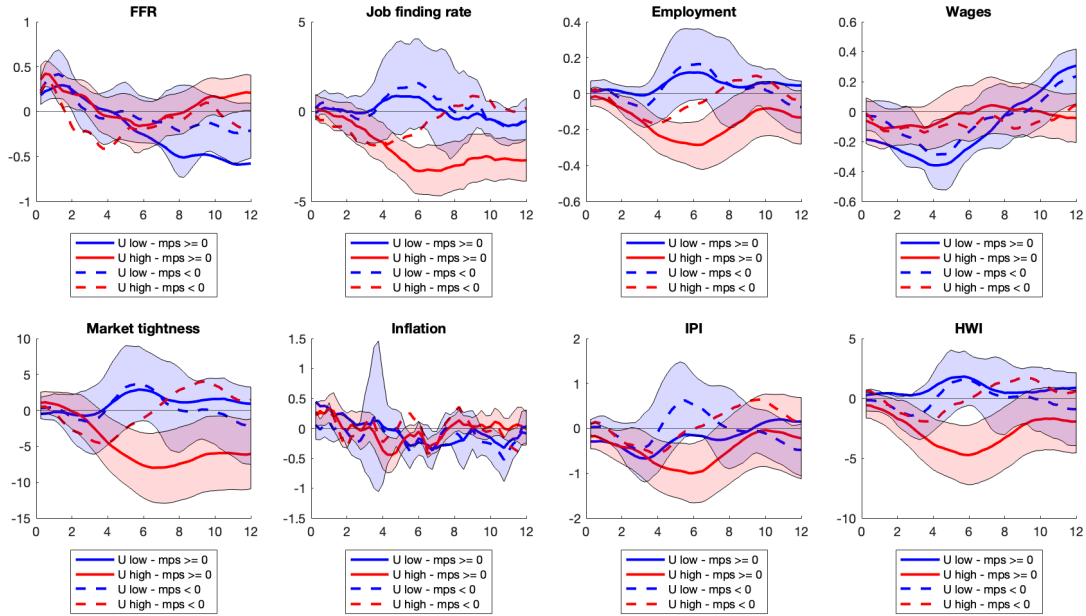 FFR
1
0.5
0
-0.5
-1
0 2 4 6 8 10 12
U low - mps >= 0
U high - mps >= 0
U low - mps < 0
U high - mps < 0
Job finding rate
5
0
-5
0 2 4 6 8 10 12
U low - mps >= 0
U high - mps >= 0
U low - mps < 0
U high - mps < 0
Employment
0.4
0.2
0
-0.2
-0.4
-0.6
0 2 4 6 8 10 12
U low - mps >= 0
U high - mps >= 0
U low - mps < 0
U high - mps < 0
Wages
0.6
0.4
0.2
0
-0.2
-0.4
-0.6
0 2 4 6 8 10 12
U low - mps >= 0
U high - mps >= 0
U low - mps < 0
U high - mps < 0
Market tightness
10
5
0
-5
-10
-15
0 2 4 6 8 10 12
U low - mps >= 0
U high - mps >= 0
U low - mps < 0
U high - mps < 0
Inflation
1.5
1
0.5
0
-0.5
-1
-1.5
0 2 4 6 8 10 12
U low - mps >= 0
U high - mps >= 0
U low - mps < 0
U high - mps < 0
IPI
2
1
0
-1
-2
0 2 4 6 8 10 12
U low - mps >= 0
U high - mps >= 0
U low - mps < 0
U high - mps < 0
HWI
5
0
-5
-10
0 2 4 6 8 10 12
U low - mps >= 0
U high - mps >= 0
U low - mps < 0
U high - mps < 0